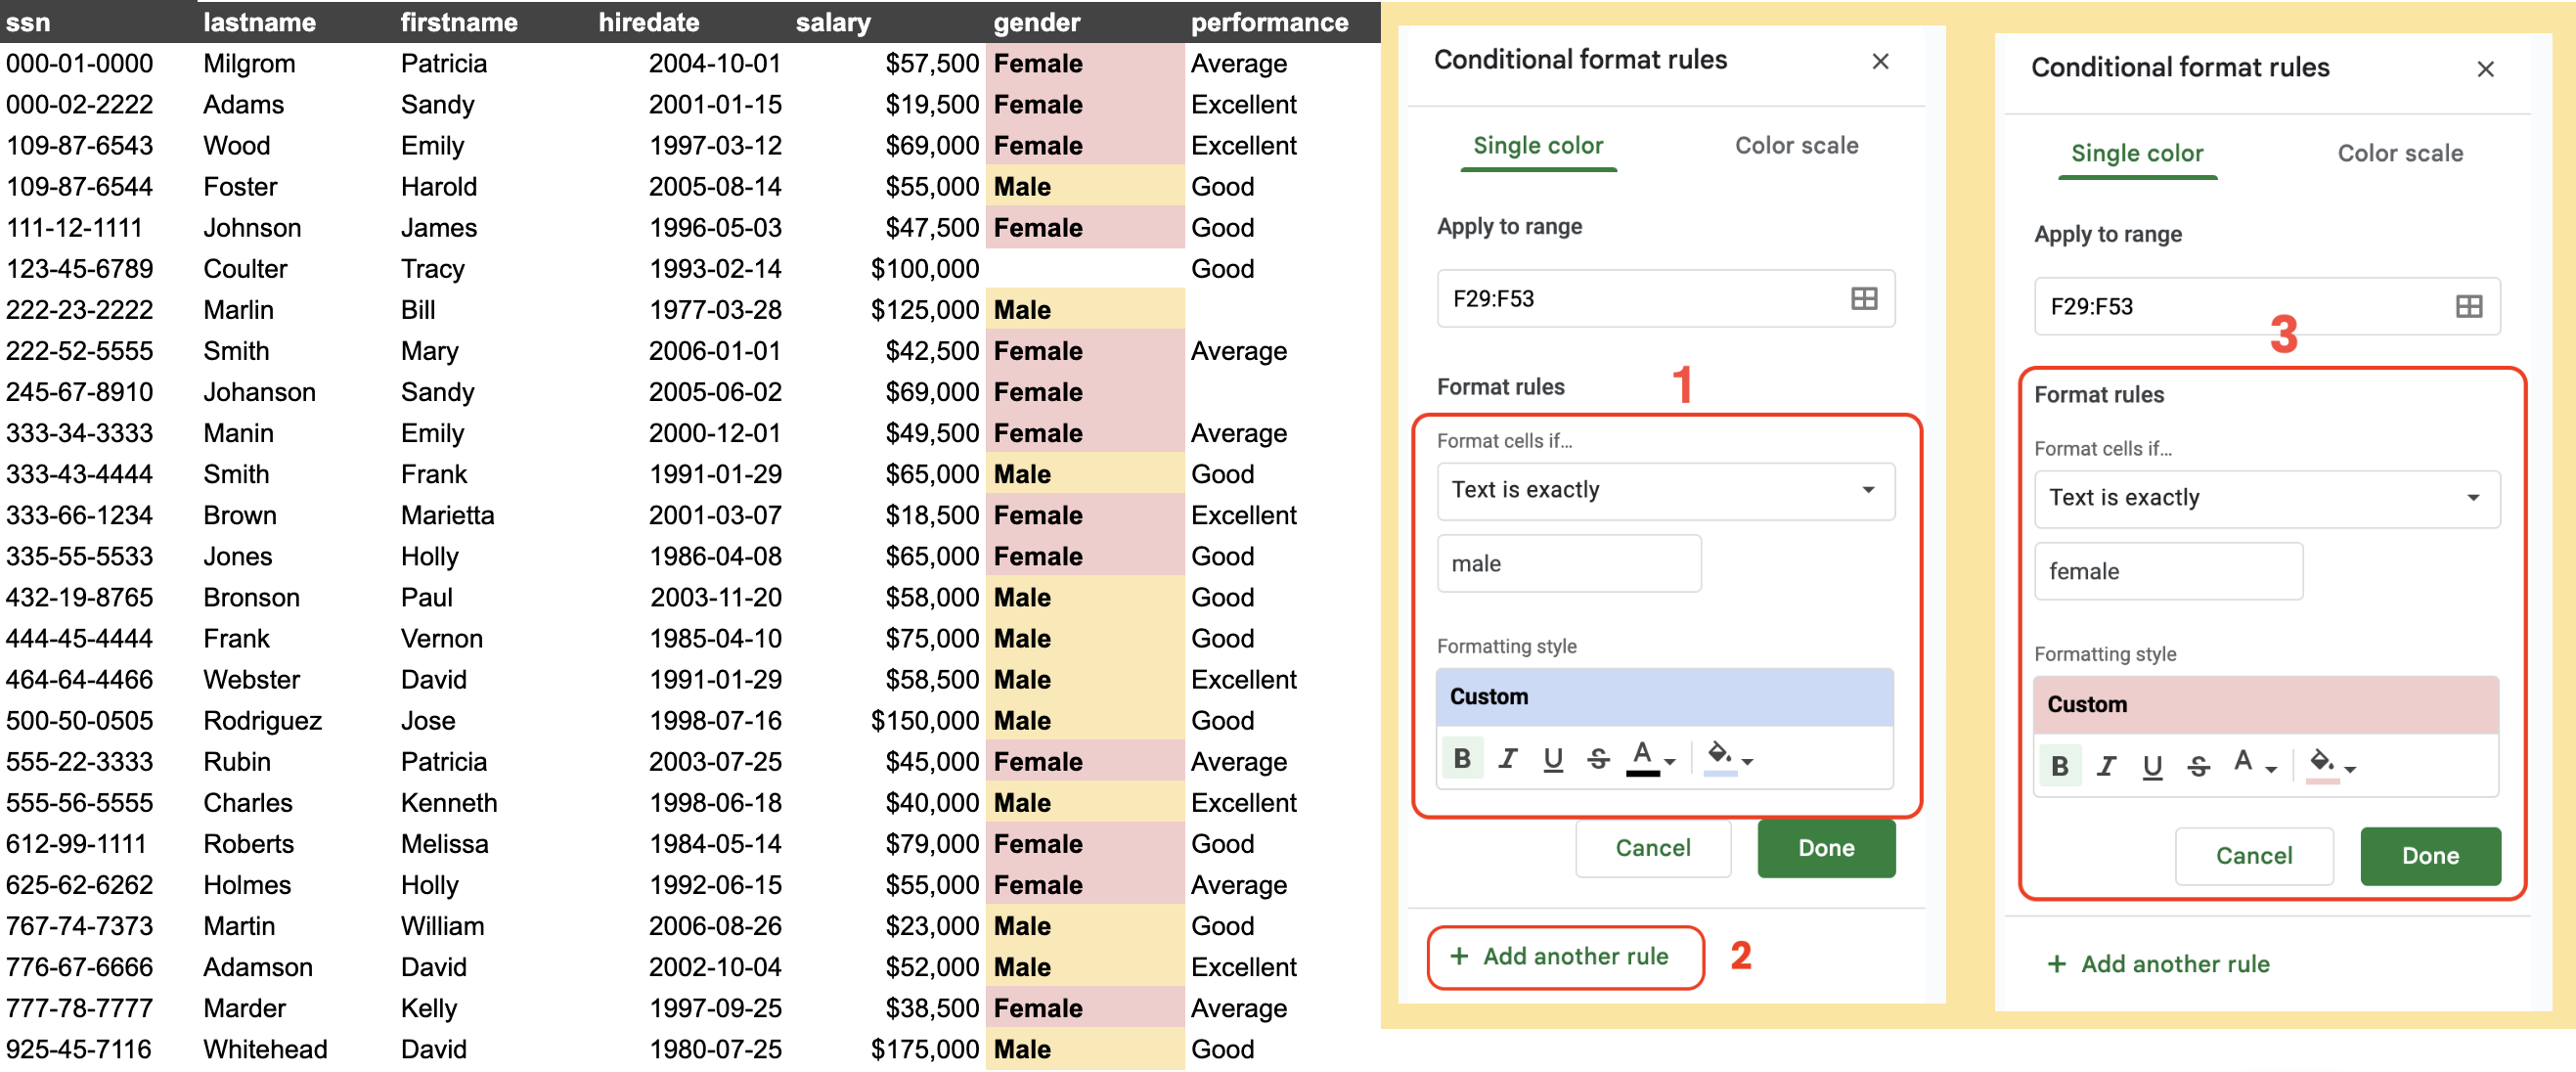 ssn lastname firstname hiredate salary gender performance
000-01-0000 Milgrom Patricia 2004-10-01 $57,500 Female Average
000-02-2222 Adams Sandy 2001-01-15 $19,500 Female Excellent
109-87-6543 Wood Emily 1997-03-12 $69,000 Female Excellent
109-87-6544 Foster Harold 2005-08-14 $55,000 Male Good
111-12-1111 Johnson James 1996-05-03 $47,500 Female Good
123-45-6789 Coulter Tracy 1993-02-14 $100,000 Good
222-23-2222 Marlin Bill 1977-03-28 $125,000 Male
222-52-5555 Smith Mary 2006-01-01 $42,500 Female Average
245-67-8910 Johanson Sandy 2005-06-02 $69,000 Female
333-34-3333 Manin Emily 2000-12-01 $49,500 Female Average
333-43-4444 Smith Frank 1991-01-29 $65,000 Male Good
333-66-1234 Brown Marietta 2001-03-07 $18,500 Female Excellent
335-55-5533 Jones Holly 1986-04-08 $65,000 Female Good
432-19-8765 Bronson Paul 2003-11-20 $58,000 Male Good
444-45-4444 Frank Vernon 1985-04-10 $75,000 Male Good
464-64-4466 Webster David 1991-01-29 $58,500 Male Excellent
500-50-0505 Rodriguez Jose 1998-07-16 $150,000 Male Good
555-22-3333 Rubin Patricia 2003-07-25 $45,000 Female Average
555-56-5555 Charles Kenneth 1998-06-18 $40,000 Male Excellent
612-99-1111 Roberts Melissa 1984-05-14 $79,000 Female Good
625-62-6262 Holmes Holly 1992-06-15 $55,000 Female Average
767-74-7373 Martin William 2006-08-26 $23,000 Male Good
776-67-6666 Adamson David 2002-10-04 $52,000 Male Excellent
777-78-7777 Marder Kelly 1997-09-25 $38,500 Female Average
925-45-7116 Whitehead David 1980-07-25 $175,000 Male Good
Conditional format rules
Single color Color scale
Apply to range
F29:F53
Format rules 1
Format cells if...
Text is exactly
male
Formatting style
Custom
B I U S A
Cancel Done
+ Add another rule 2
Conditional format rules
Single color Color scale
Apply to range
F29:F53
3
Format rules
Format cells if...
Text is exactly
female
Formatting style
Custom
B I U S A
Cancel Done
+ Add another rule